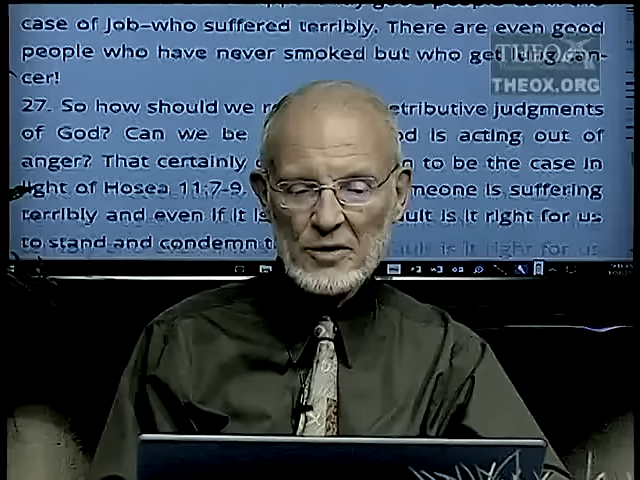 case of Job—who suffered terribly. There are even good
people who have never smoked but who get lung can-
cer!
27. So how should we etributive judgments
of God? Can we be d is acting out of
anger? That certainly n to be the case in
light of Hosea 11:7-9. meone is suffering
terribly and even if it is ult is it right for us
to stand and condemn
THEOX
THEOX.ORG